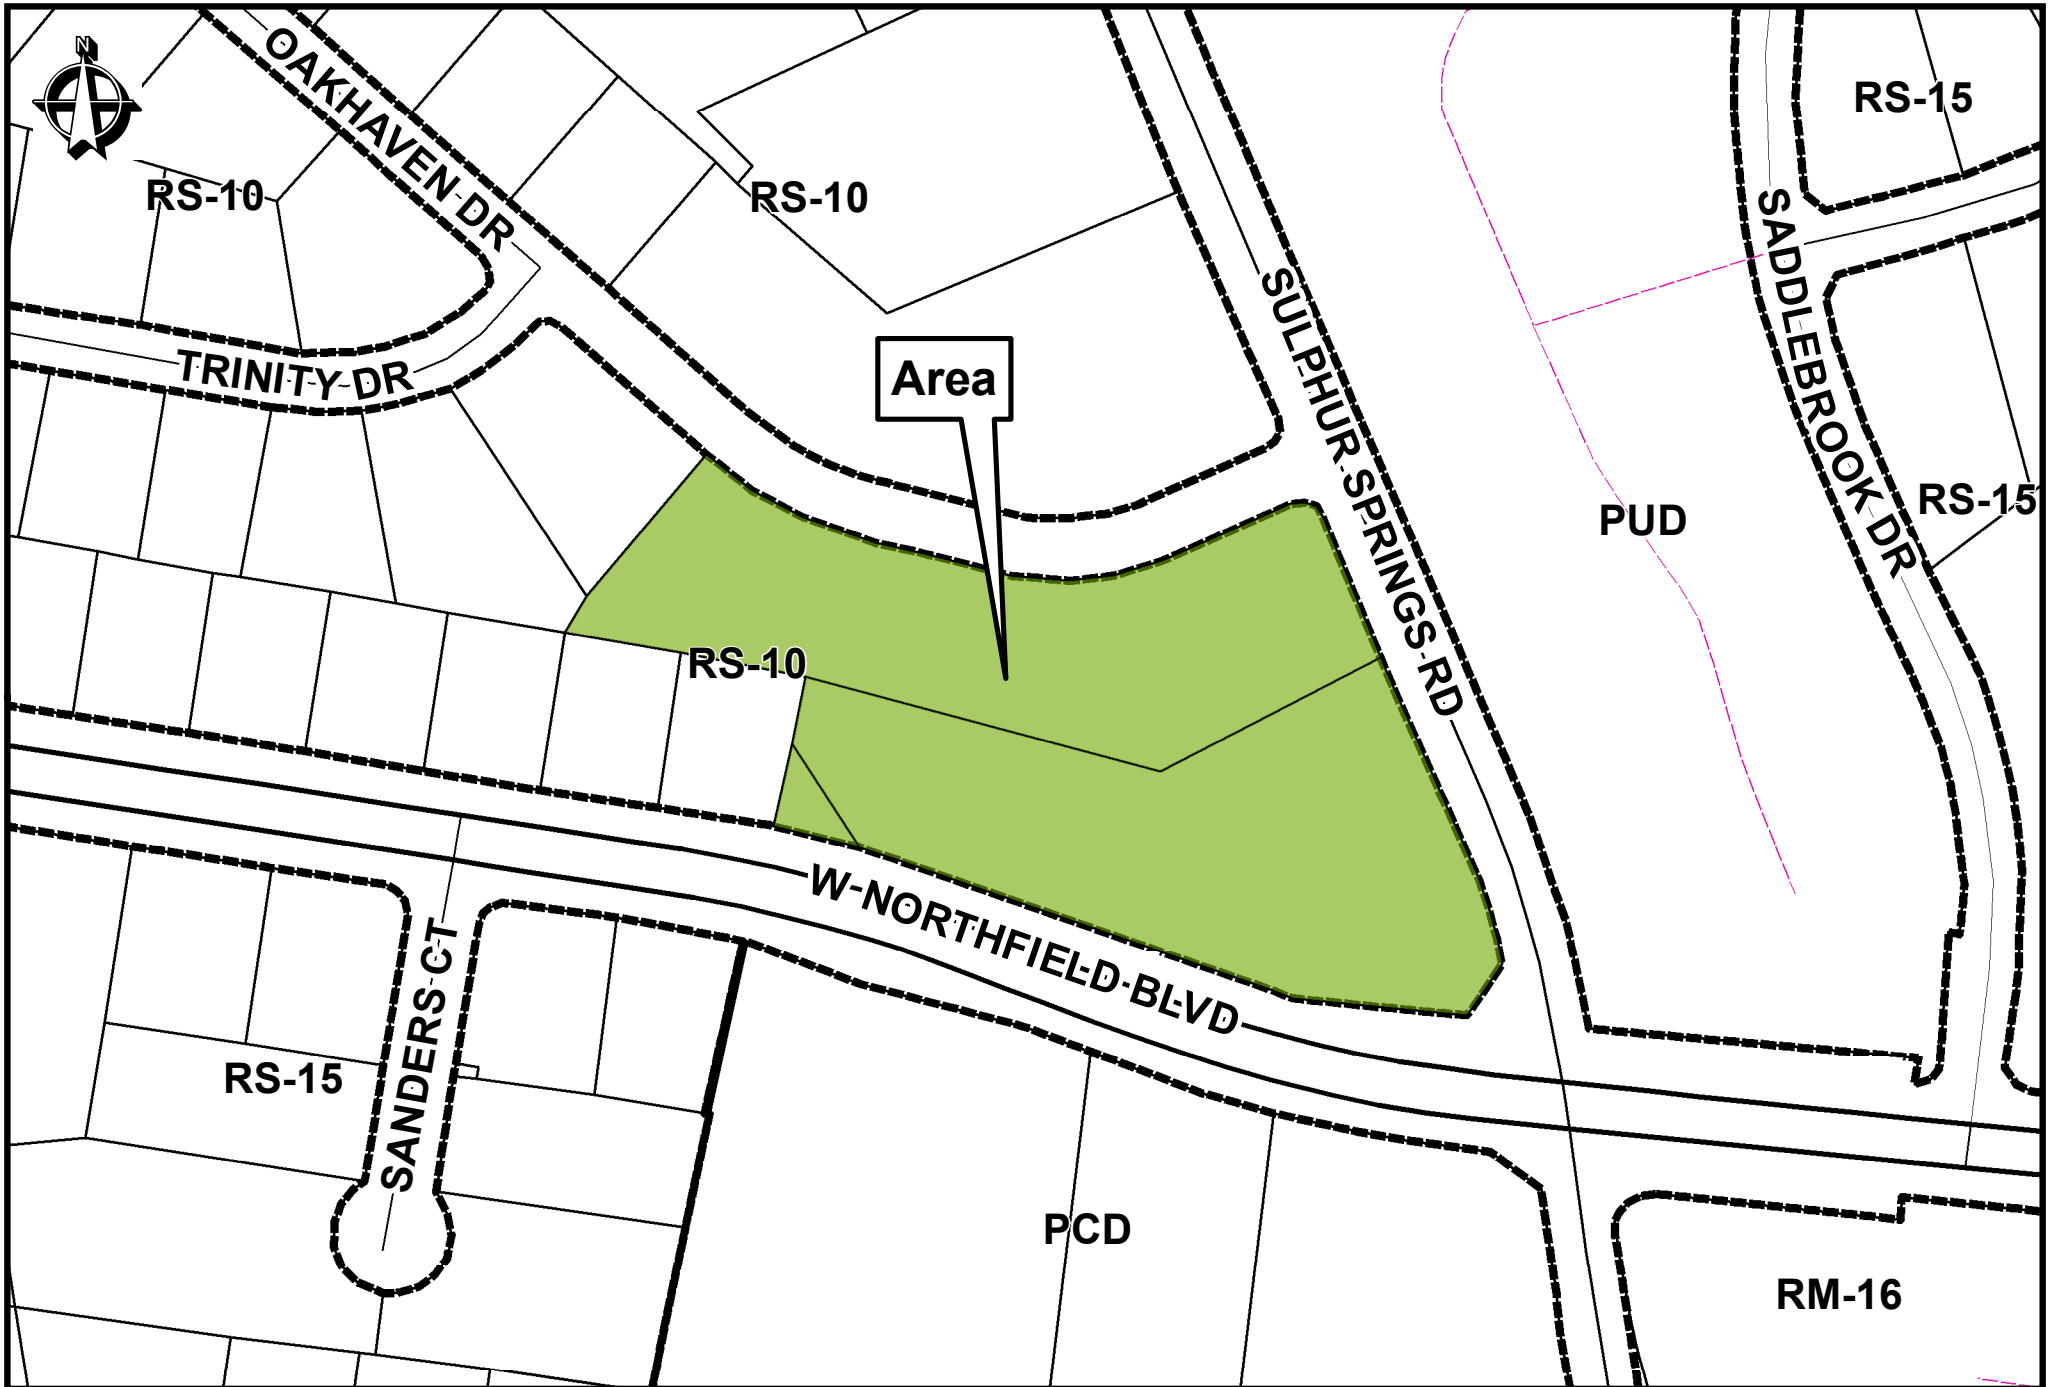 N
OAKHAVEN DR
RS-15
RS-10
RS-10
SADDLEBROOK DR
SULPHUR SPRINGS RD
TRINITY DR
Area
RS-15
PUD
RS-10
W NORTHFIELD BLVD
SANDERS CT
RS-15
PCD
RM-16